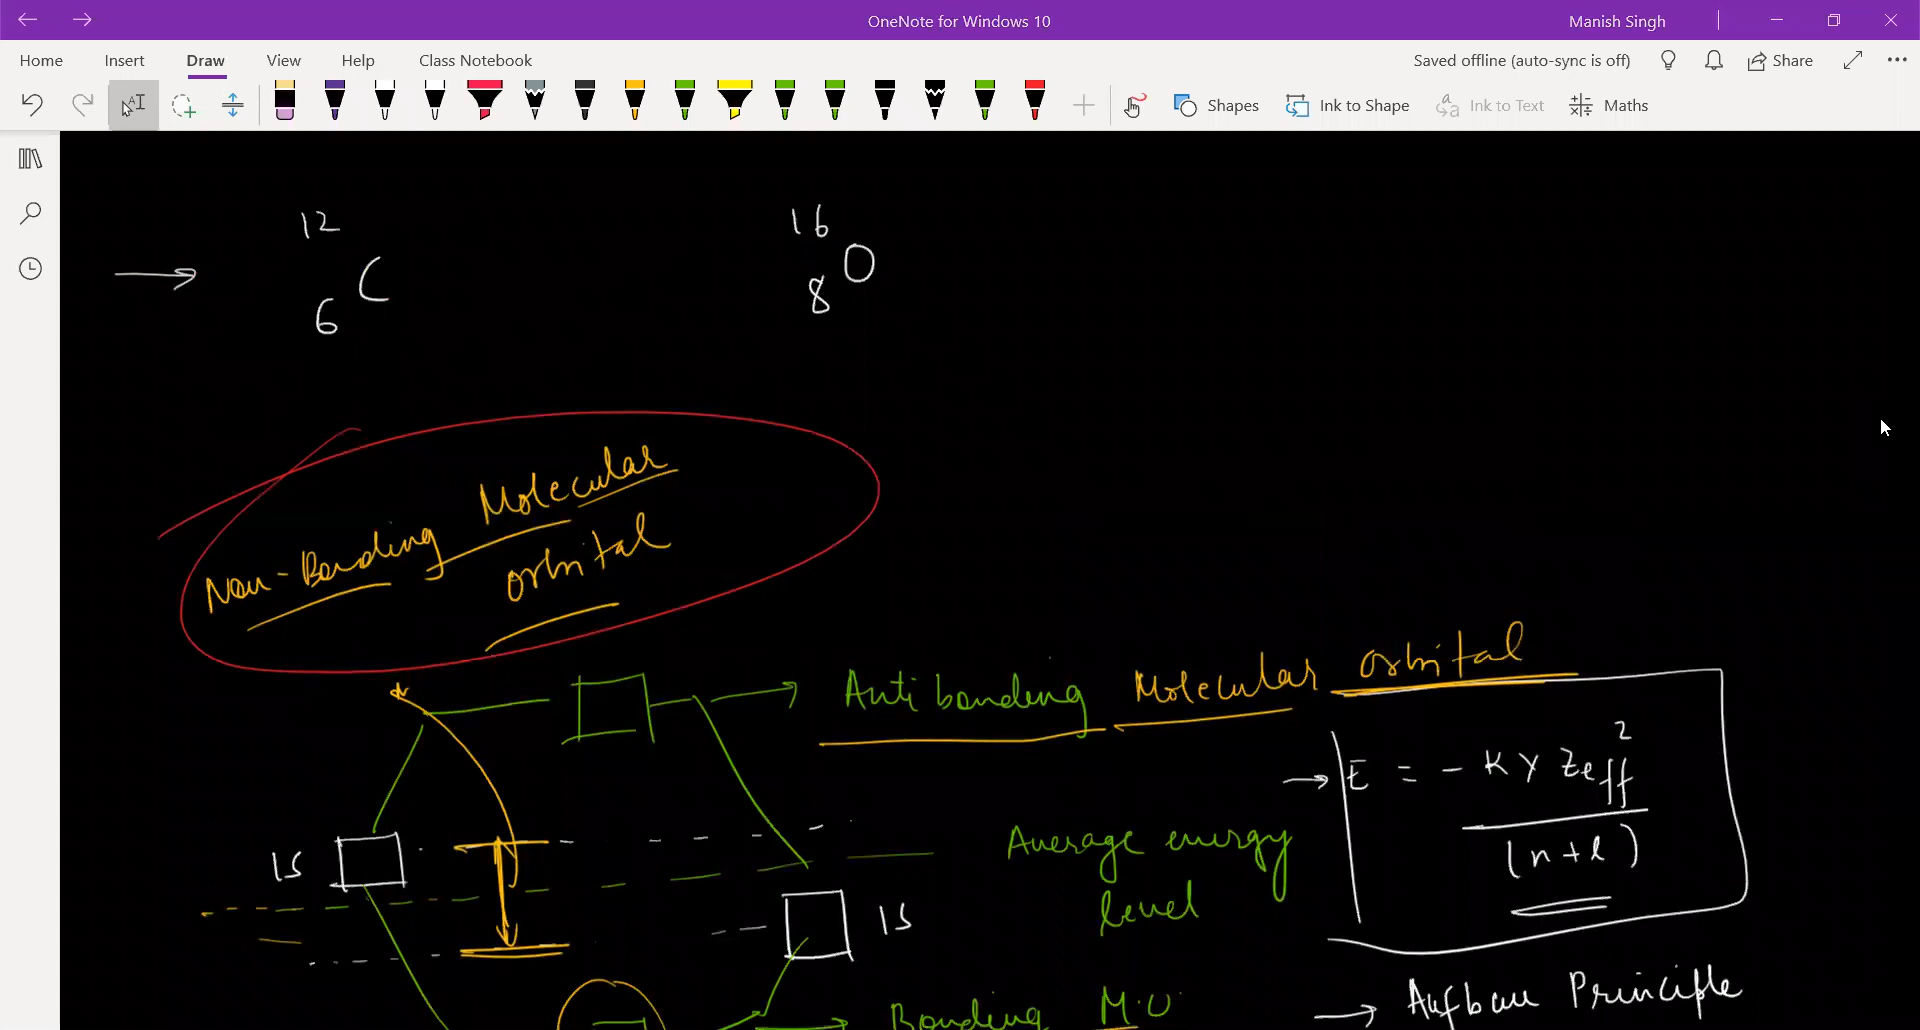 OneNote for Windows 10
Manish Singh
Home Insert Draw View Help Class Notebook
Saved offline (auto-sync is off) Share
Shapes Ink to Shape Ink to Text Maths
12
6 C
16
8 O
Non-Bonding Molecular
orbital
Anti bonding Molecular orbital
E = - K × Zeff²
(n+l)
1S
Average energy
level
1S
Bonding M.O.
Aufbau Principle